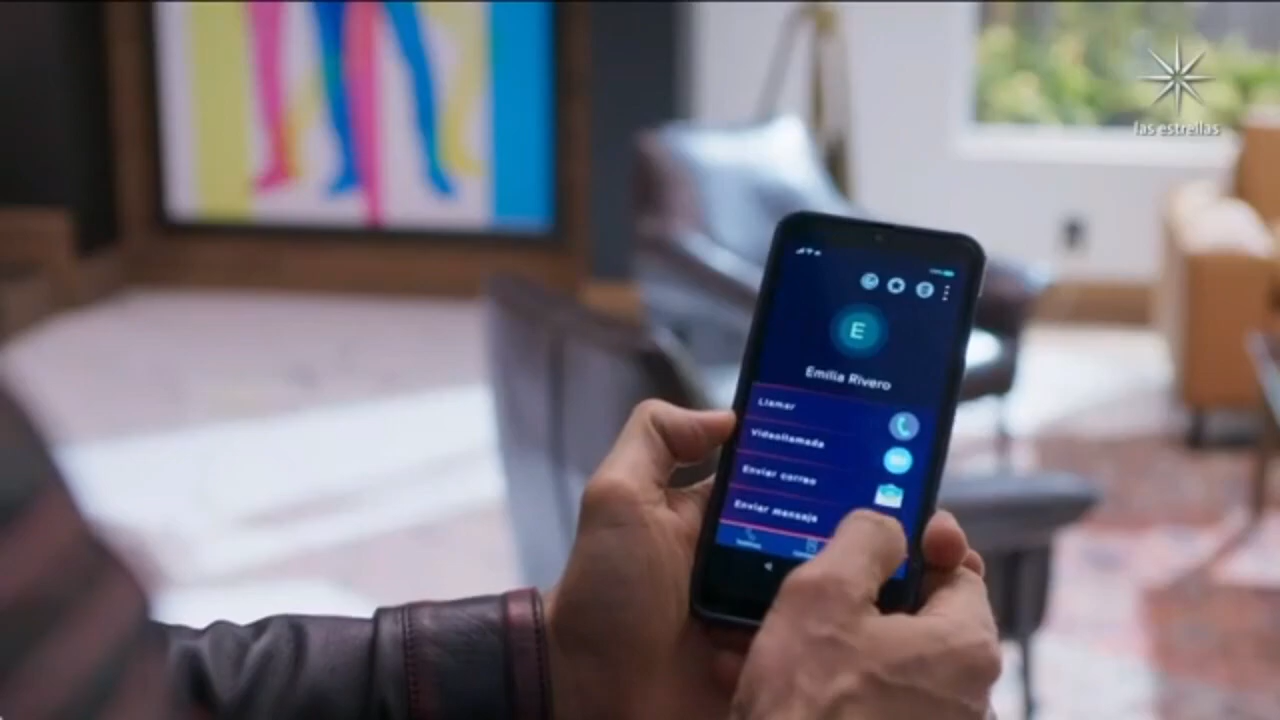 las estrellas
E
Emilia Rivero
Llamar
Videollamada
Enviar correo
Enviar mensaje